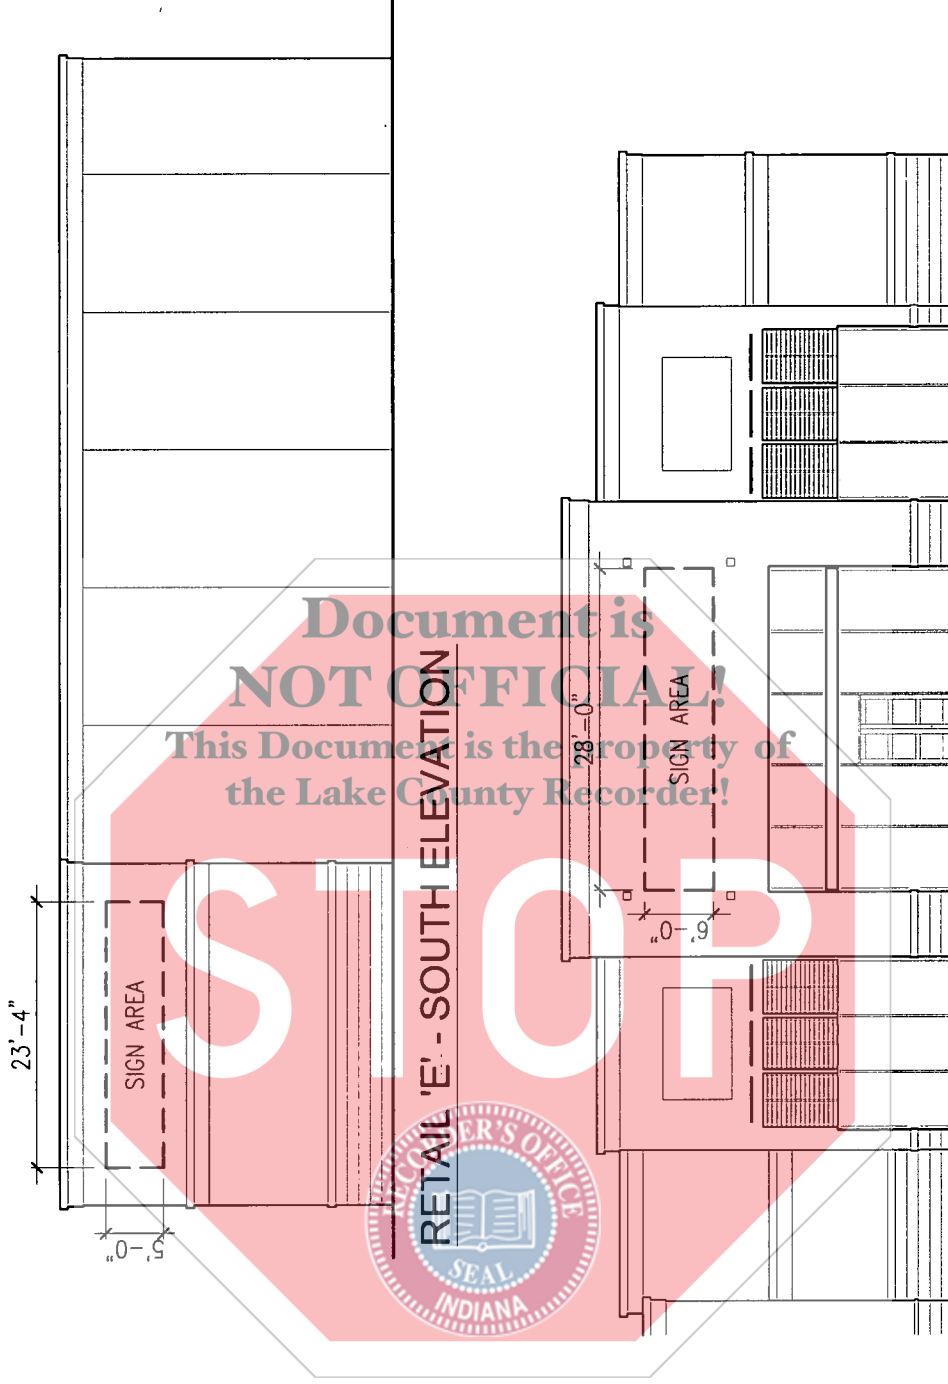 Document is
NOT OFFICIAL!
This Document is the property of
the Lake County Recorder!
STOP
RECORDER'S OFFICE
SEAL
INDIANA
23'-4"
SIGN AREA
5'-0"
RETAIL 'E' - SOUTH ELEVATION
28'-0"
SIGN AREA
6'-0"